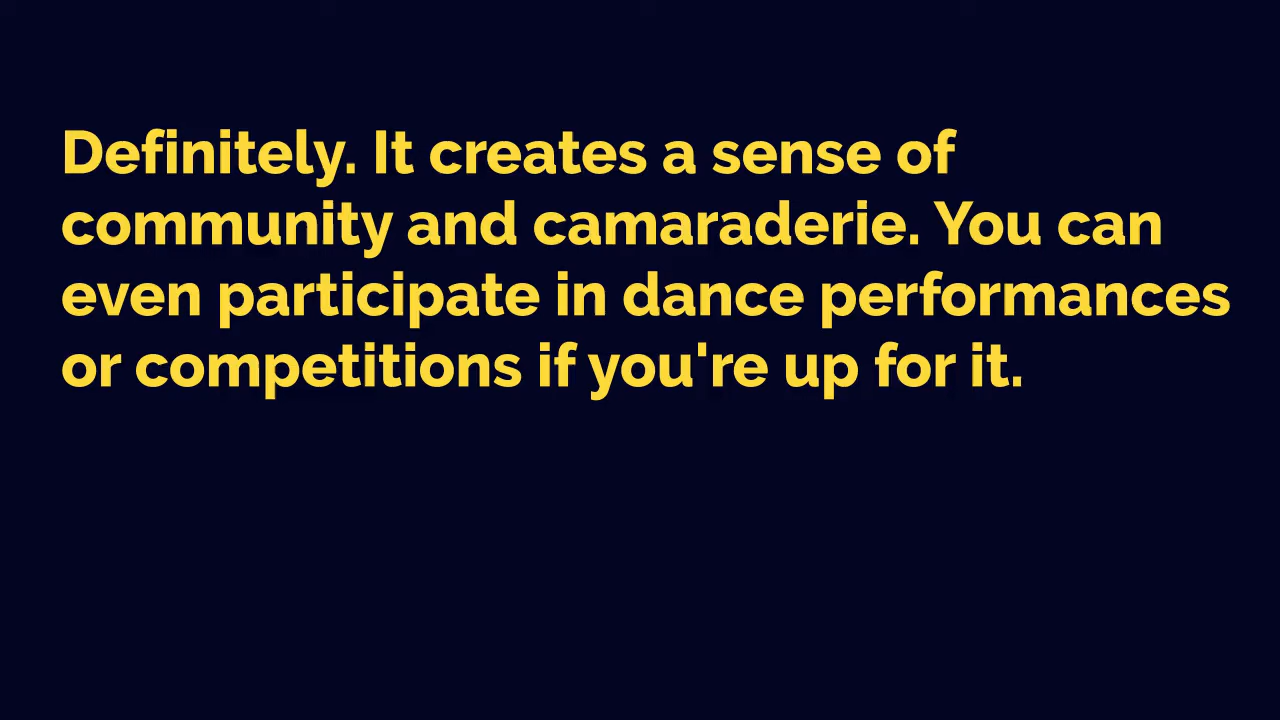 Definitely. It creates a sense of
community and camaraderie. You can
even participate in dance performances
or competitions if you're up for it.